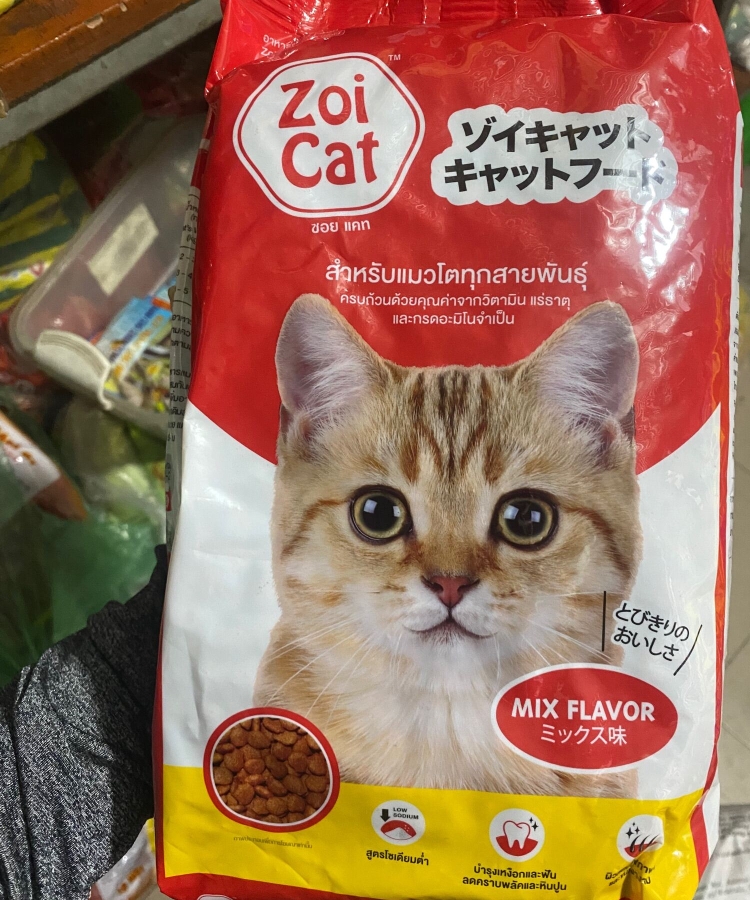 Zoi
Cat
TM
ซอย แคท
ゾイキャット
キャットフード
สำหรับแมวโตทุกสายพันธุ์
ครบถ้วนด้วยคุณค่าจากวิตามิน แร่ธาตุ
และกรดอะมิโนจำเป็น
とびきりの
おいしさ
MIX FLAVOR
ミックス味
LOW
SODIUM
สูตรโซเดียมต่ำ
บำรุงเหงือกและฟัน
ลดคราบพลัคและหินปูน